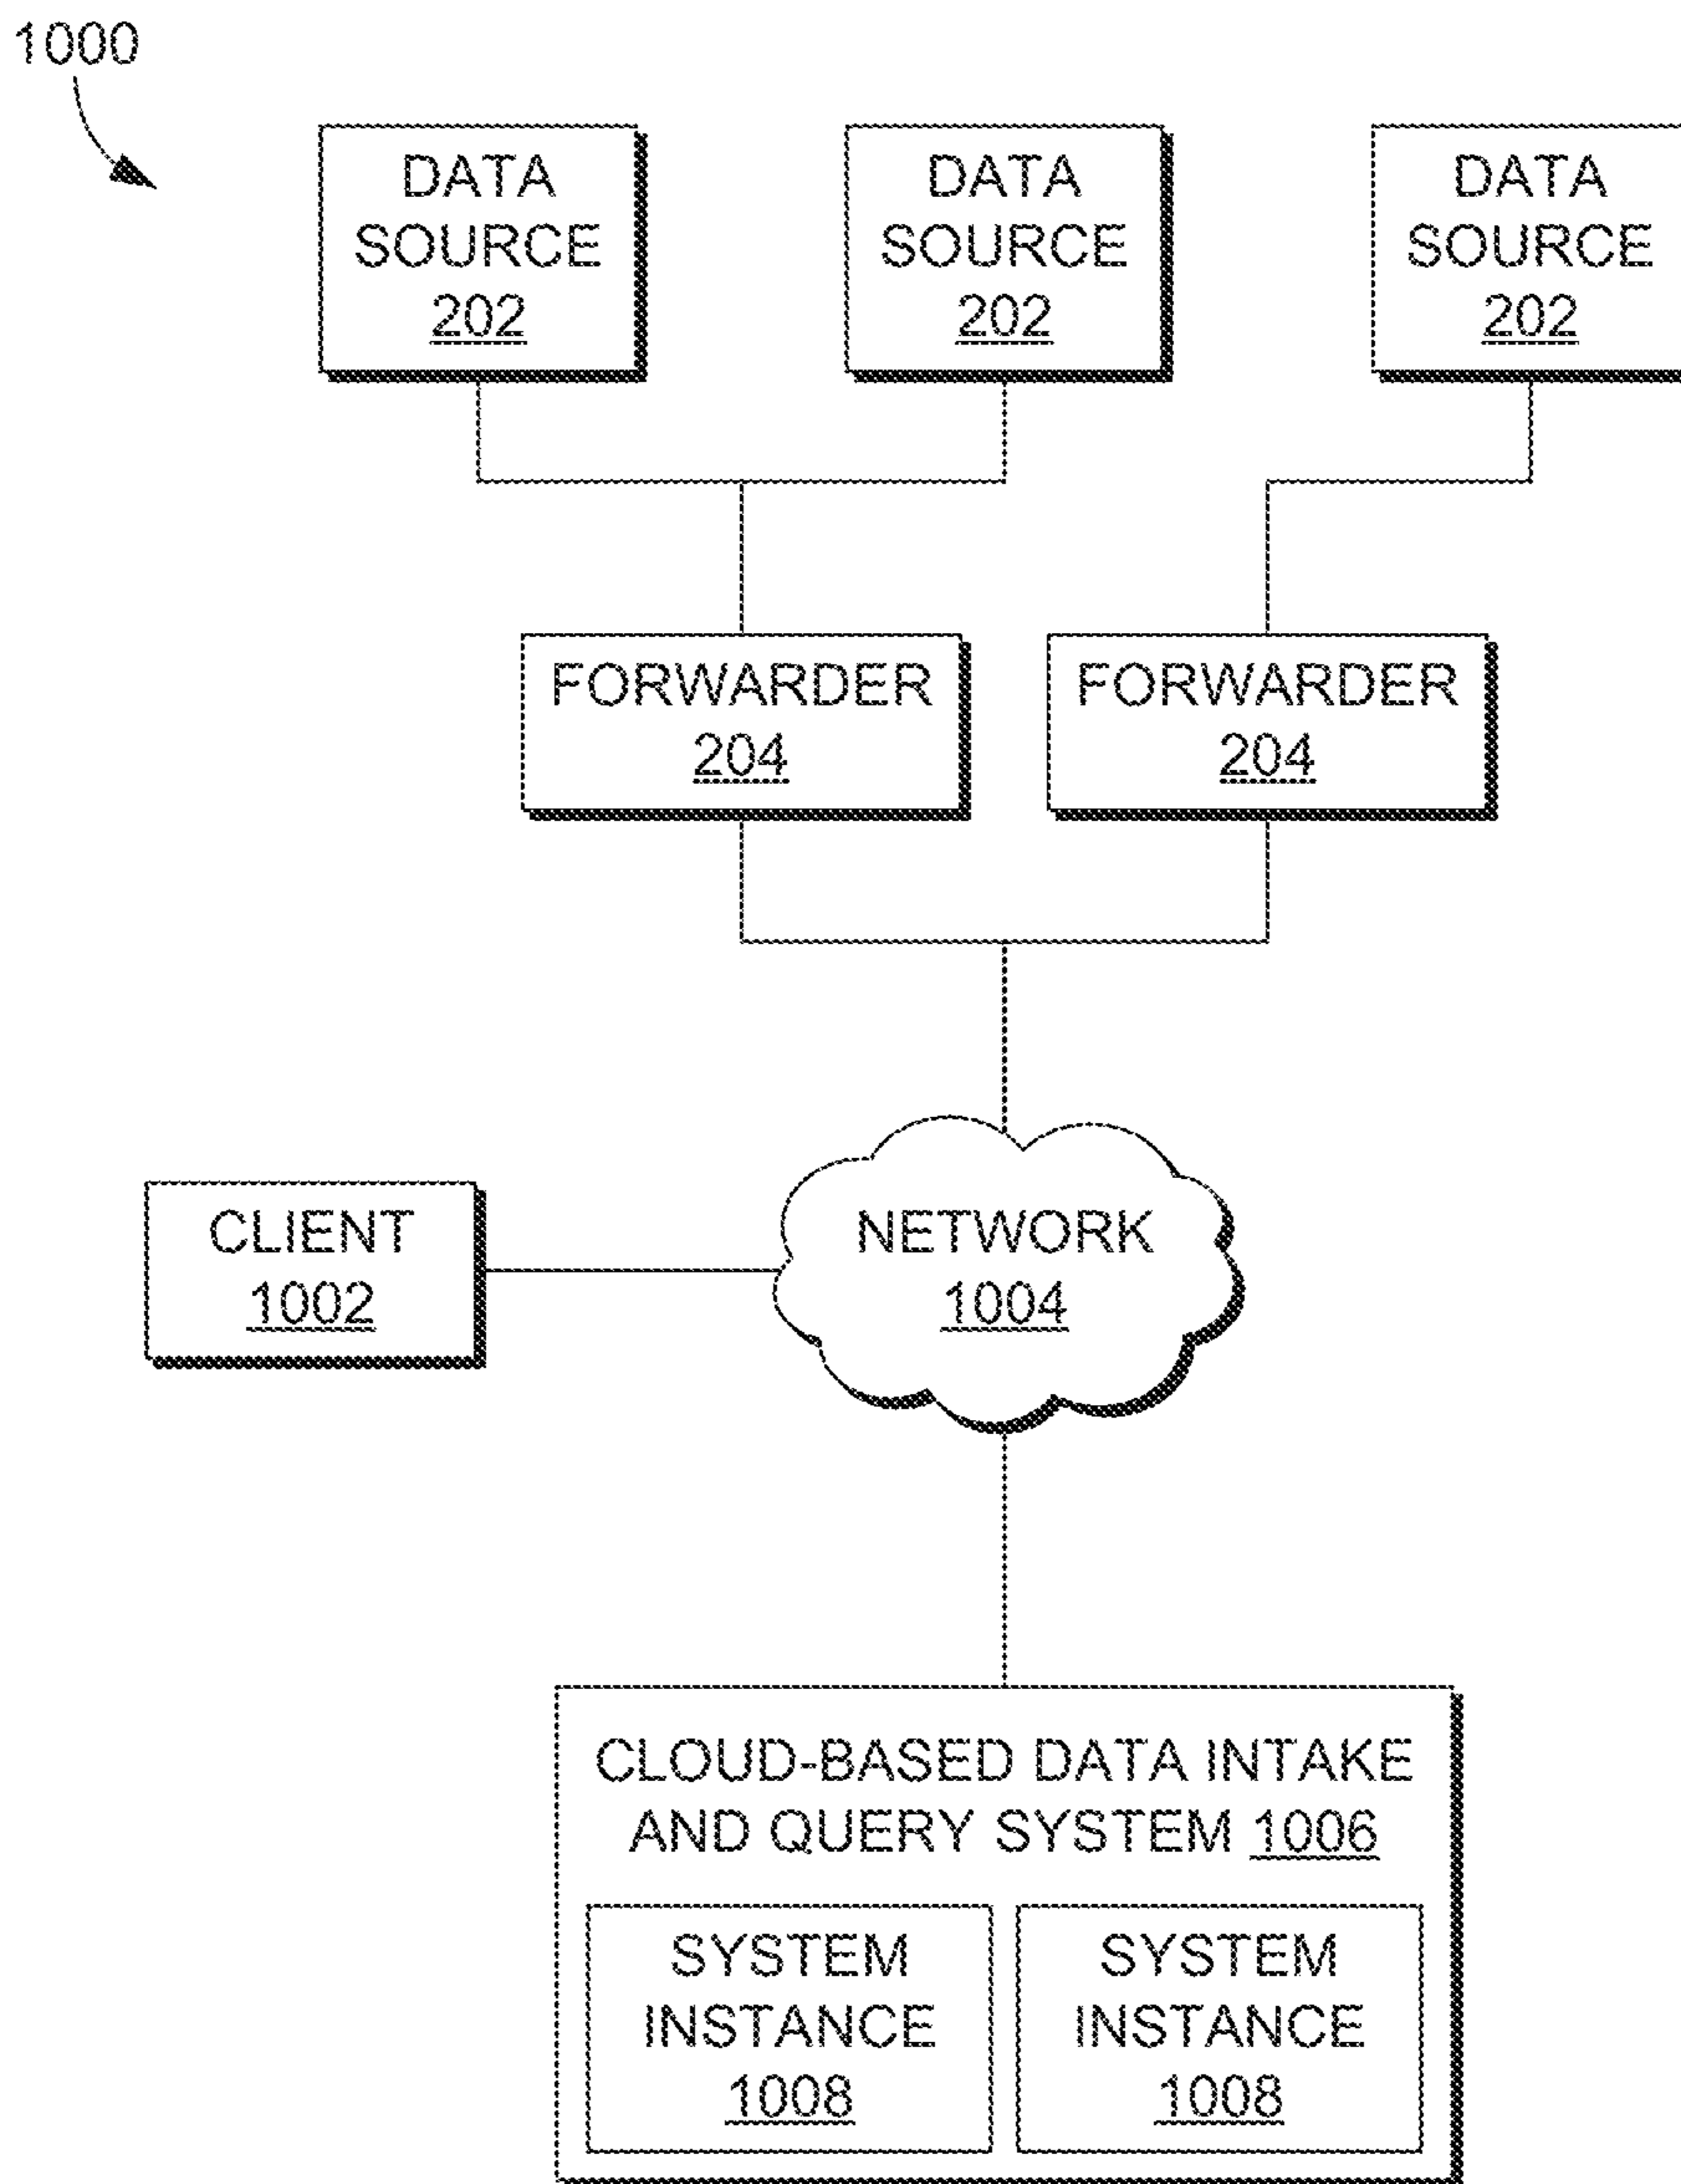 1000
DATA
SOURCE
202
DATA
SOURCE
202
DATA
SOURCE
202
FORWARDER
204
FORWARDER
204
CLIENT
1002
NETWORK
1004
CLOUD-BASED DATA INTAKE
AND QUERY SYSTEM 1006
SYSTEM
INSTANCE
1008
SYSTEM
INSTANCE
1008